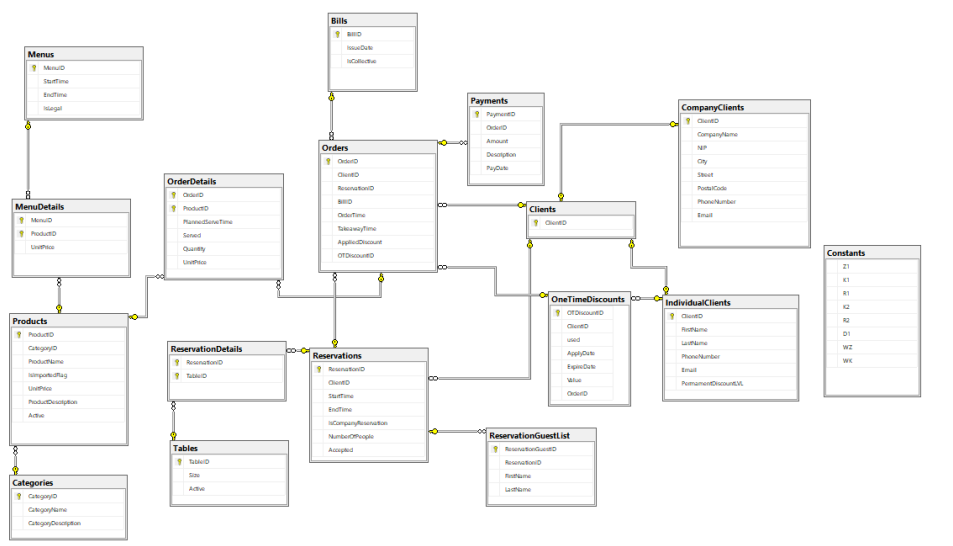 Bills
BillID
IssueDate
IsCollective
Menus
MenuID
StartTime
EndTime
IsLegal
Payments
PaymentID
OrderID
Amount
Description
PayDate
CompanyClients
ClientID
CompanyName
NIP
City
Street
PostalCode
PhoneNumber
Email
Orders
OrderID
ClientID
ReservationID
BillID
OrderTime
TakeawayTime
AppliedDiscount
OTDiscountID
OrderDetails
OrderID
ProductID
PlannedServeTime
Served
Quantity
UnitPrice
MenuDetails
MenuID
ProductID
UnitPrice
Clients
ClientID
Constants
Z1
K1
R1
K2
R2
D1
WZ
WK
OneTimeDiscounts
OTDiscountID
ClientID
used
ApplyDate
ExpireDate
Value
OrderID
IndividualClients
ClientID
FirstName
LastName
PhoneNumber
Email
PermamentDiscountLVL
Products
ProductID
CategoryID
ProductName
IsImportedFlag
UnitPrice
ProductDescription
Active
ReservationDetails
ReservationID
TableID
Reservations
ReservationID
ClientID
StartTime
EndTime
IsCompanyReservation
NumberOfPeople
Accepted
ReservationGuestList
ReservationGuestID
ReservationID
FirstName
LastName
Tables
TableID
Size
Active
Categories
CategoryID
CategoryName
CategoryDescription